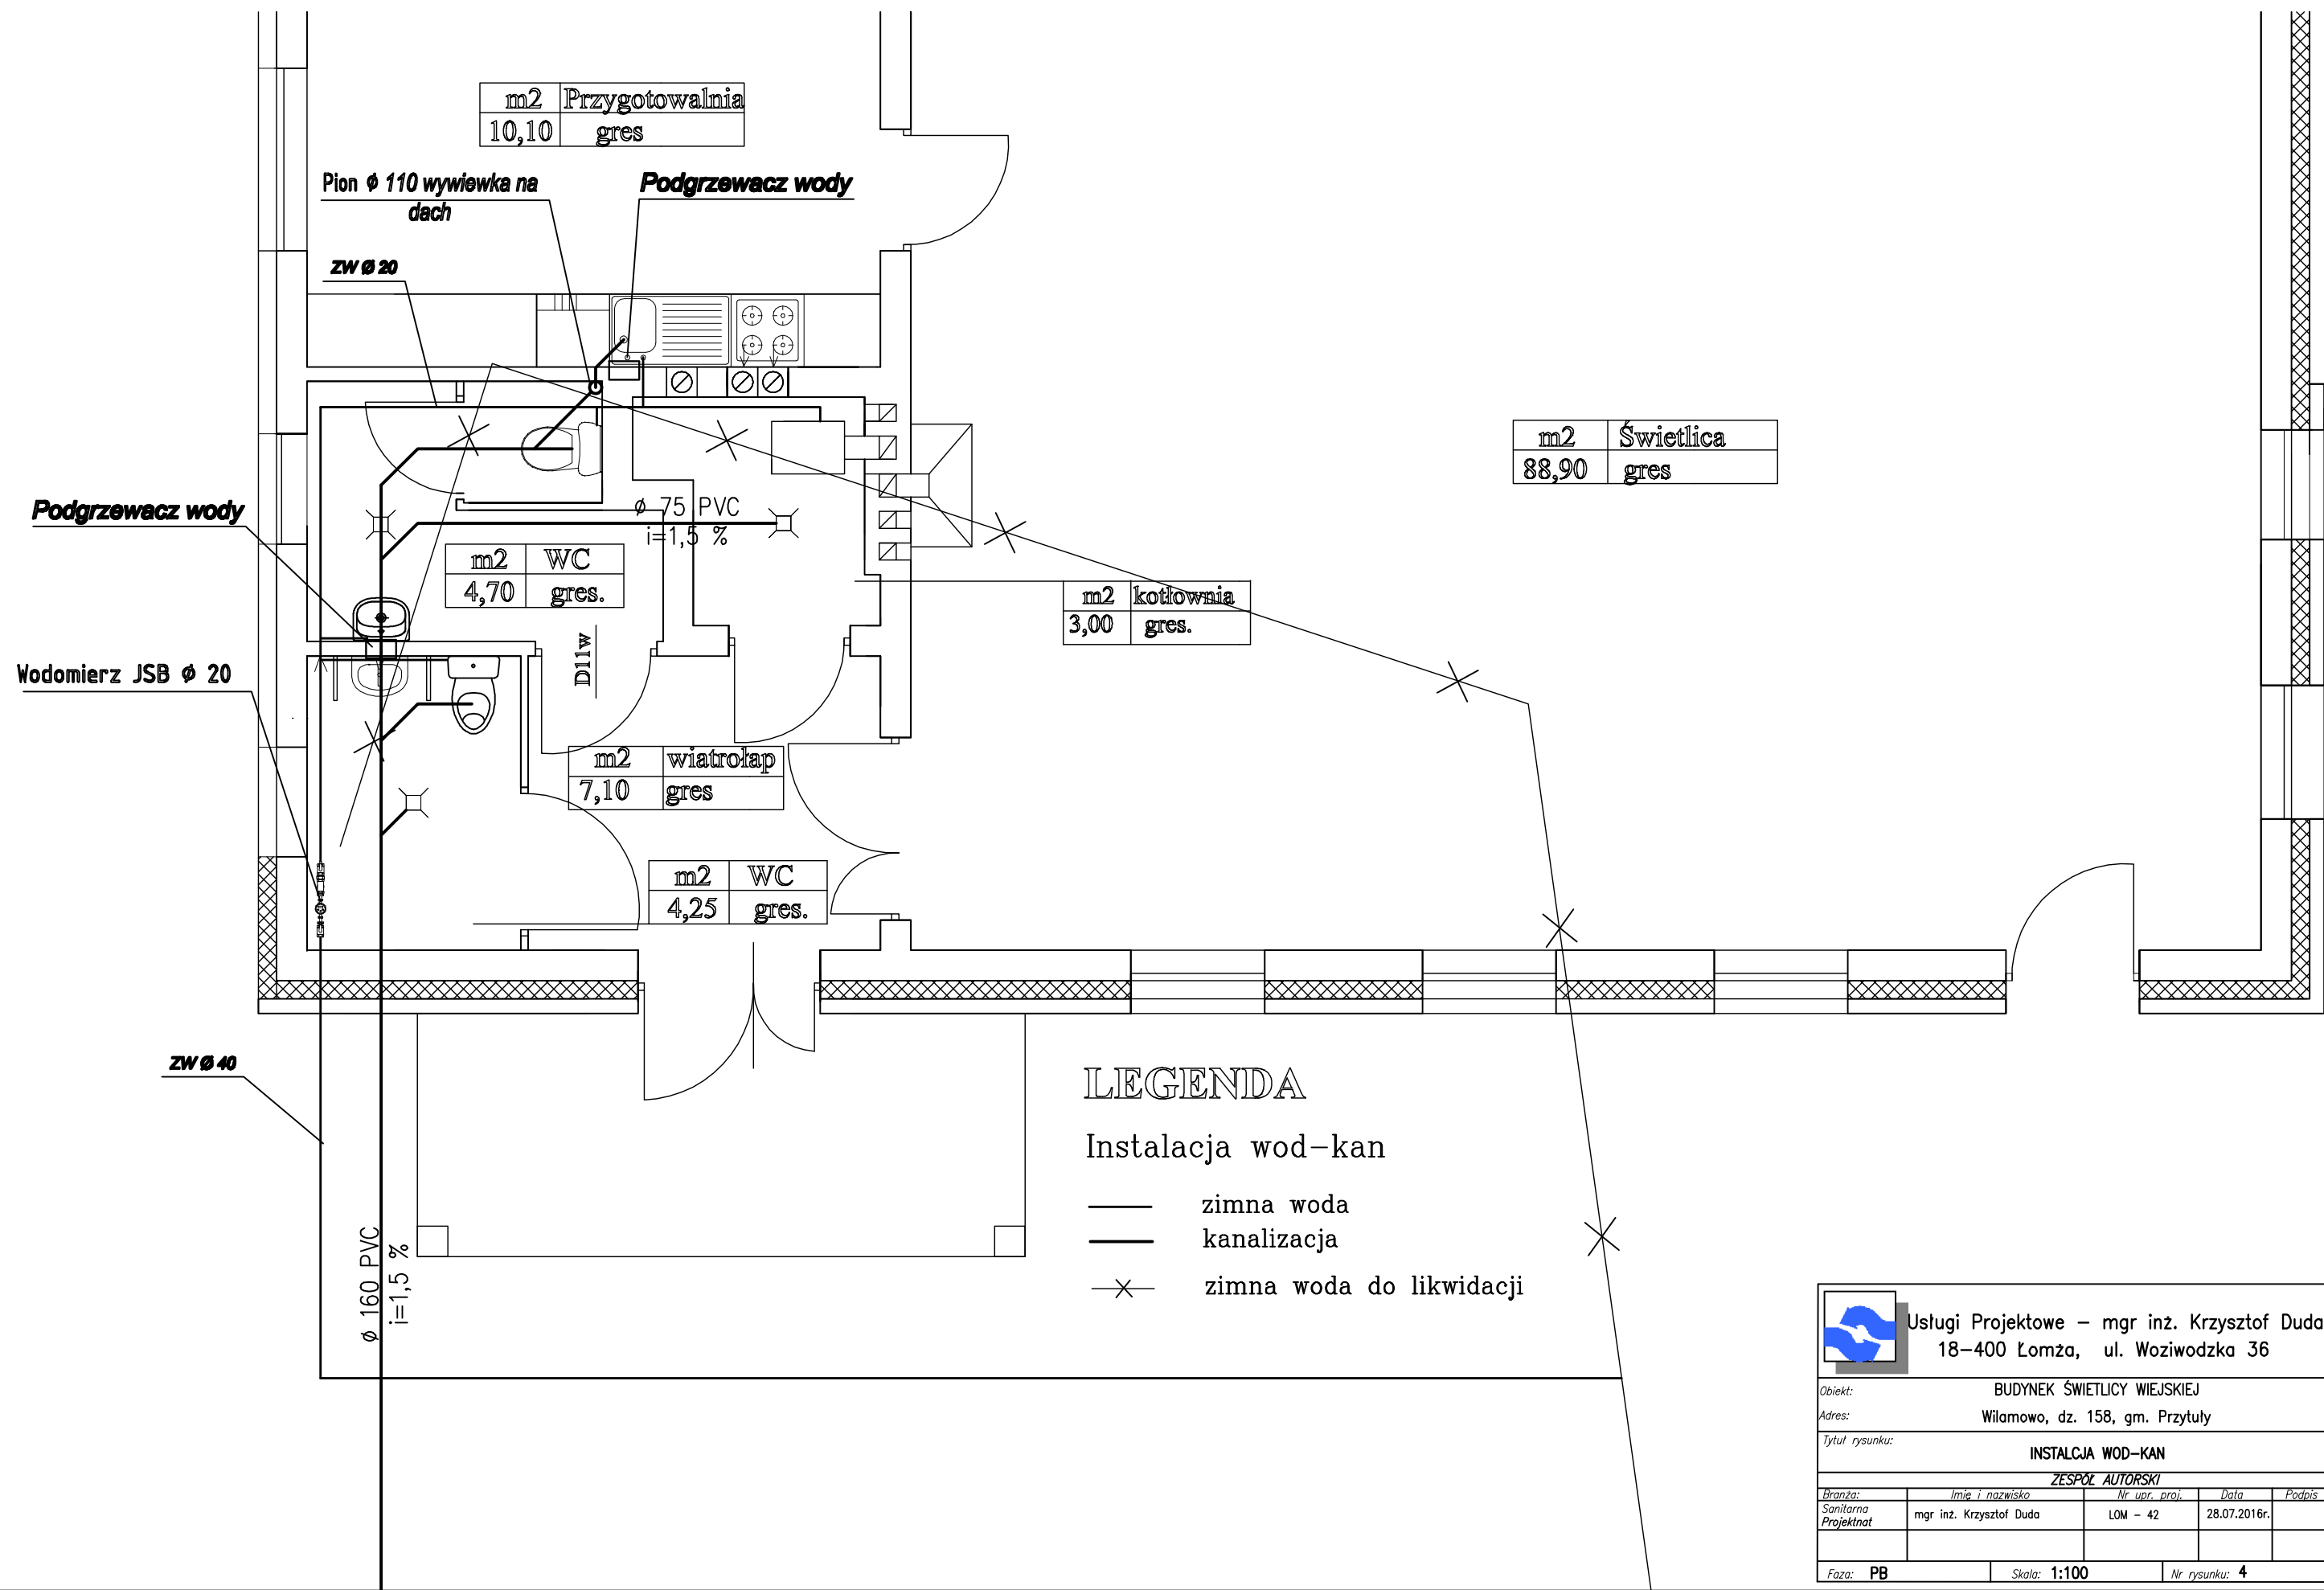 m2 Przygotowalnia
10,10 gres
Pion ϕ 110 wywiewka na
dach
Podgrzewacz wody
ZW Ø 20
m2 Świetlica
88,90 gres
Podgrzewacz wody
ϕ 75 PVC
i=1,5 %
m2 WC
4,70 gres.
m2 kotłownia
3,00 gres.
D11w
Wodomierz JSB ϕ 20
m2 wiatrołap
7,10 gres
m2 WC
4,25 gres.
ZW Ø 40
ϕ 160 PVC
i=1,5 %
LEGENDA
Instalacja wod-kan
zimna woda
kanalizacja
zimna woda do likwidacji
Usługi Projektowe – mgr inż. Krzysztof Duda
18-400 Łomża, ul. Woziwodzka 36
Obiekt: BUDYNEK ŚWIETLICY WIEJSKIEJ
Adres: Wilamowo, dz. 158, gm. Przytuły
Tytuł rysunku:
INSTALCJA WOD-KAN
ZESPÓŁ AUTORSKI
Branża: Imię i nazwisko Nr upr. proj. Data Podpis
Sanitarna
Projektnat mgr inż. Krzysztof Duda LOM - 42 28.07.2016r.
Faza: PB Skala: 1:100 Nr rysunku: 4